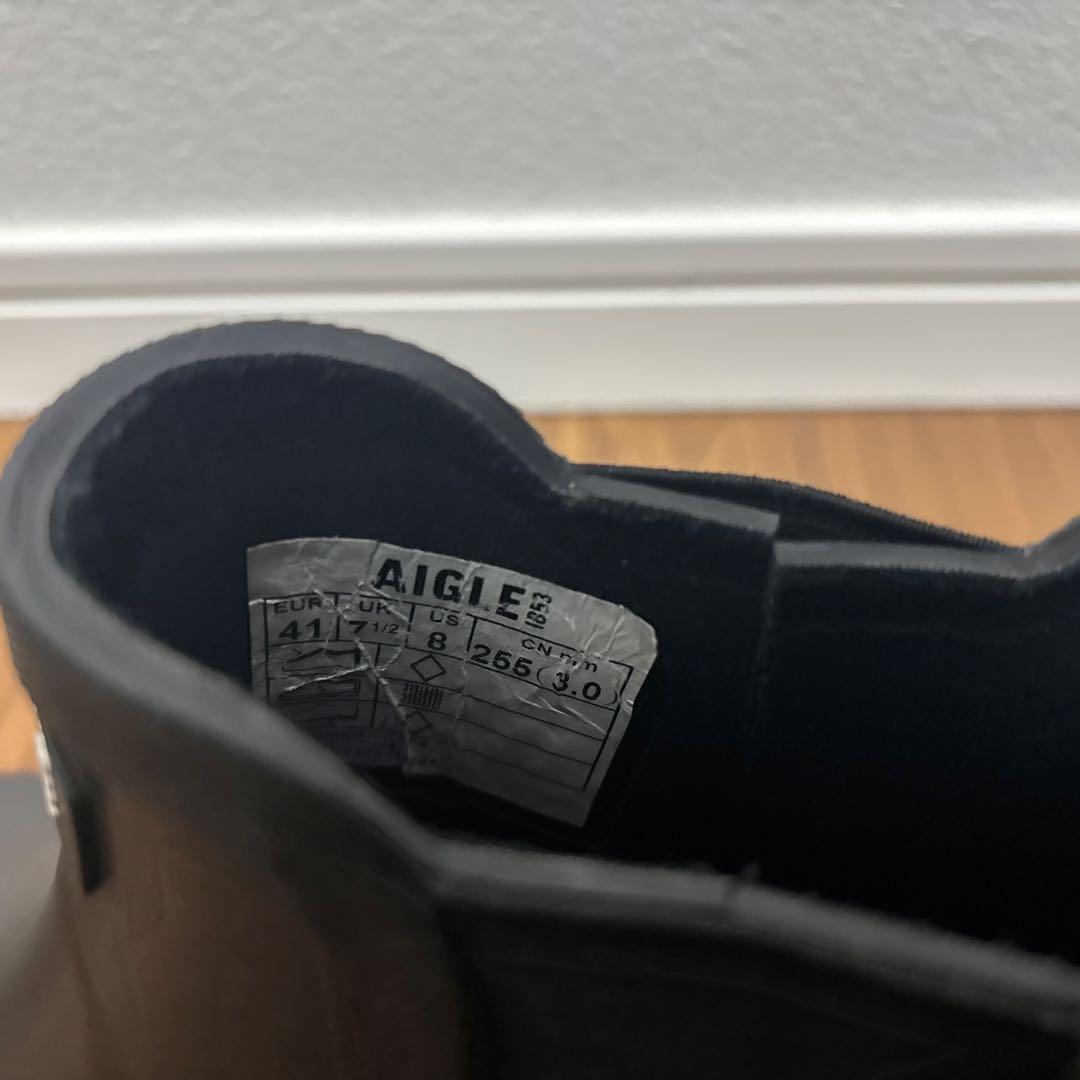 AIGLE 1853
EUR UK US CN mm
41 7 1/2 8 255 (3.0)